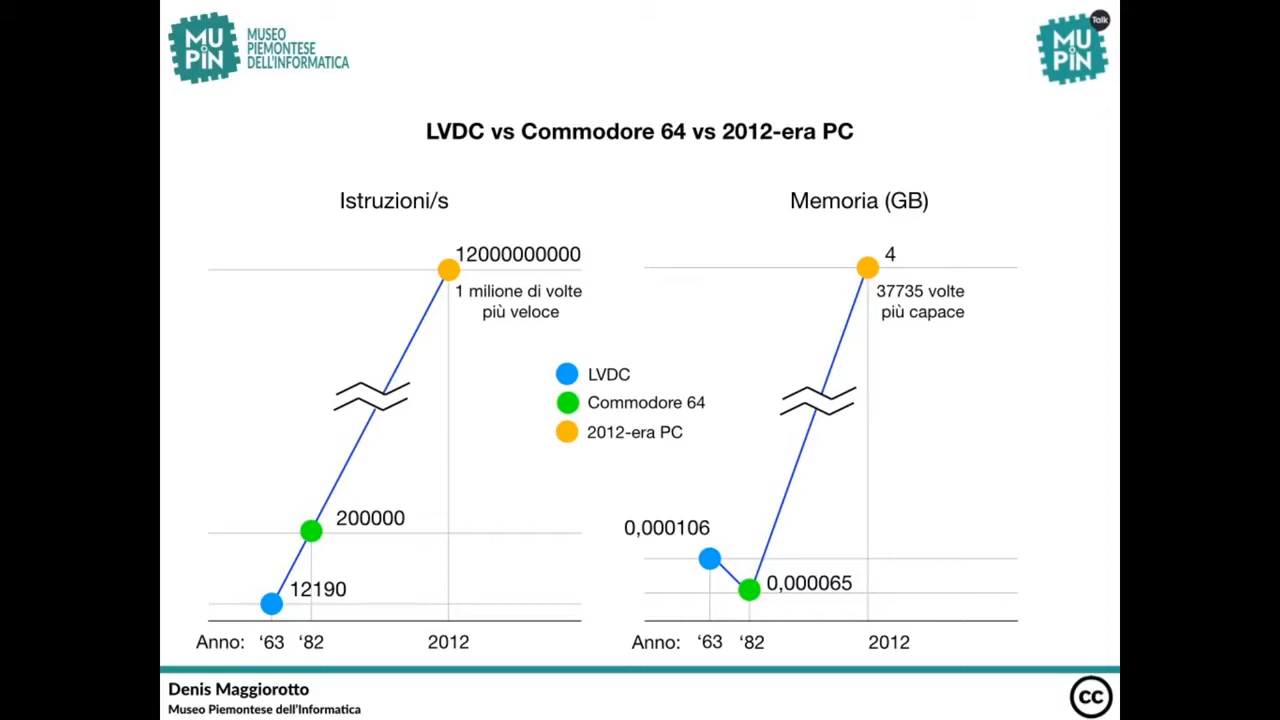 MU
PiN
MUSEO
PIEMONTESE
DELL'INFORMATICA
Talk
MU
PiN
LVDC vs Commodore 64 vs 2012-era PC
Istruzioni/s
12000000000
1 milione di volte
più veloce
200000
12190
Anno: ‘63 ‘82 2012
LVDC
Commodore 64
2012-era PC
Memoria (GB)
4
37735 volte
più capace
0,000106
0,000065
Anno: ‘63 ‘82 2012
Denis Maggiorotto
Museo Piemontese dell’Informatica
cc